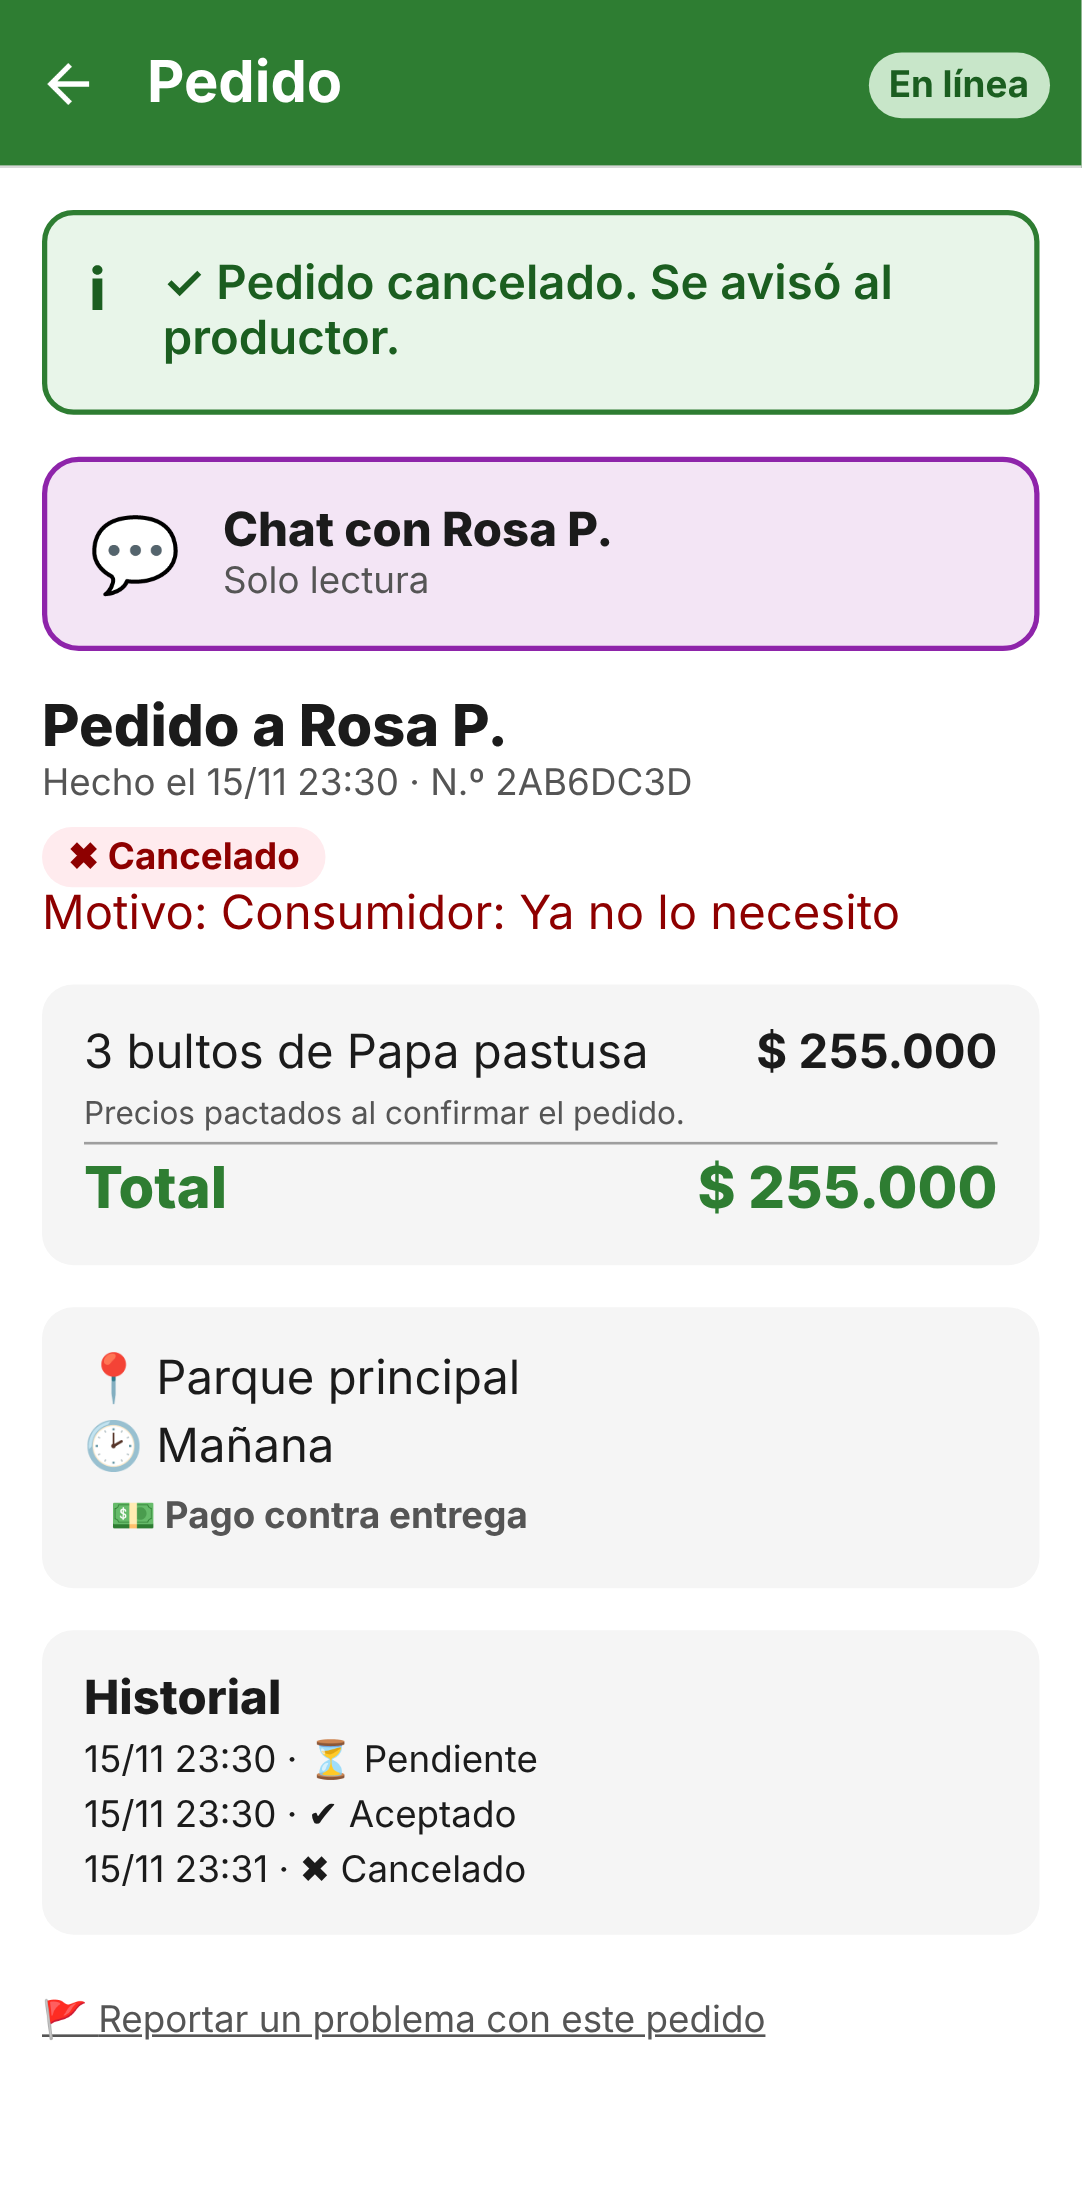 Pedido
En línea
✓ Pedido cancelado. Se avisó al
productor.
Chat con Rosa P.
Solo lectura
Pedido a Rosa P.
Hecho el 15/11 23:30 · N.º 2AB6DC3D
✖ Cancelado
Motivo: Consumidor: Ya no lo necesito
3 bultos de Papa pastusa $ 255.000
Precios pactados al confirmar el pedido.
Total $ 255.000
📍 Parque principal
🕑 Mañana
💵 Pago contra entrega
Historial
15/11 23:30 · ⏳ Pendiente
15/11 23:30 · ✔ Aceptado
15/11 23:31 · ✖ Cancelado
🚩 Reportar un problema con este pedido